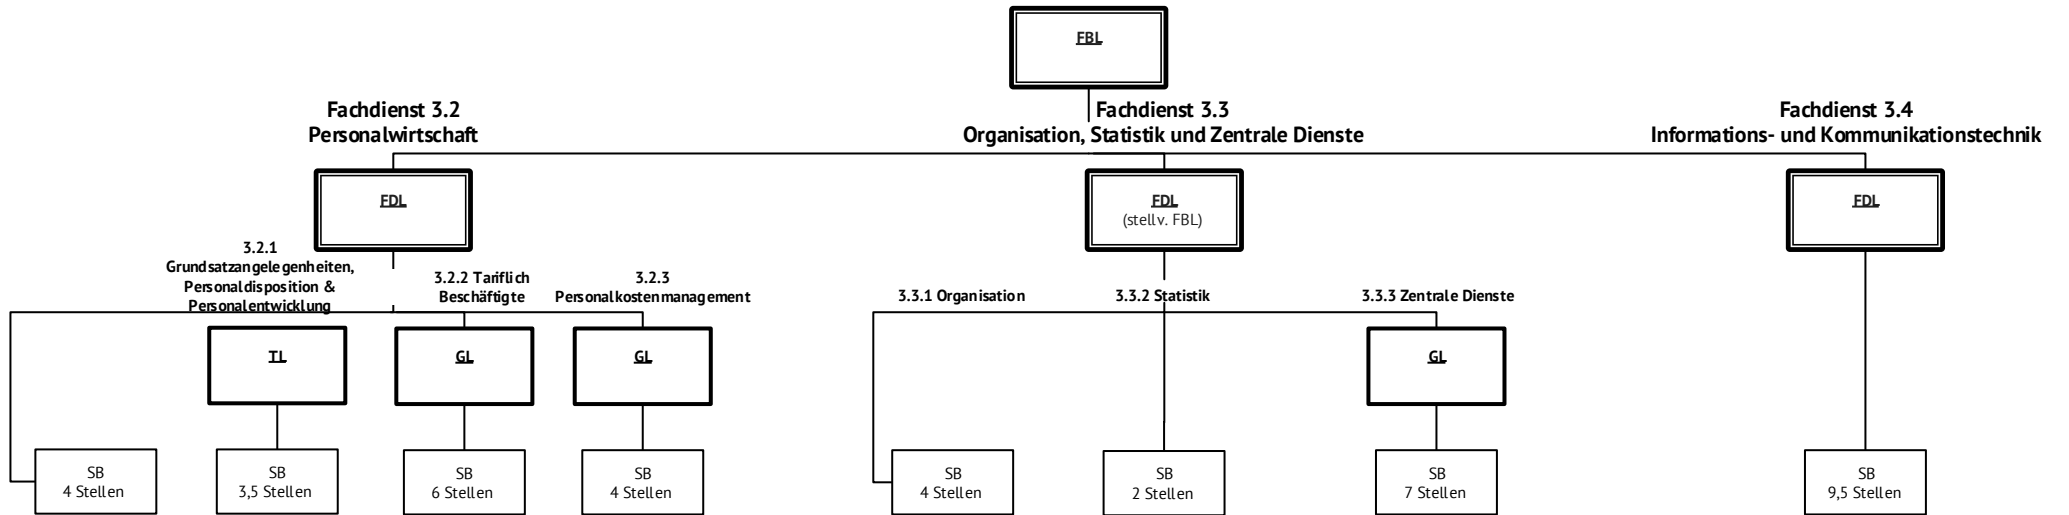 FBL
Fachdienst 3.2
Personalwirtschaft
Fachdienst 3.3
Organisation, Statistik und Zentrale Dienste
Fachdienst 3.4
Informations- und Kommunikationstechnik
FDL
FDL
(stellv. FBL)
FDL
3.2.1
Grundsatzangelegenheiten,
Personaldisposition &
Personalentwicklung
3.2.2 Tariflich
Beschäftigte
3.2.3
Personalkostenmanagement
3.3.1 Organisation
3.3.2 Statistik
3.3.3 Zentrale Dienste
TL
GL
GL
GL
SB
4 Stellen
SB
3,5 Stellen
SB
6 Stellen
SB
4 Stellen
SB
4 Stellen
SB
2 Stellen
SB
7 Stellen
SB
9,5 Stellen